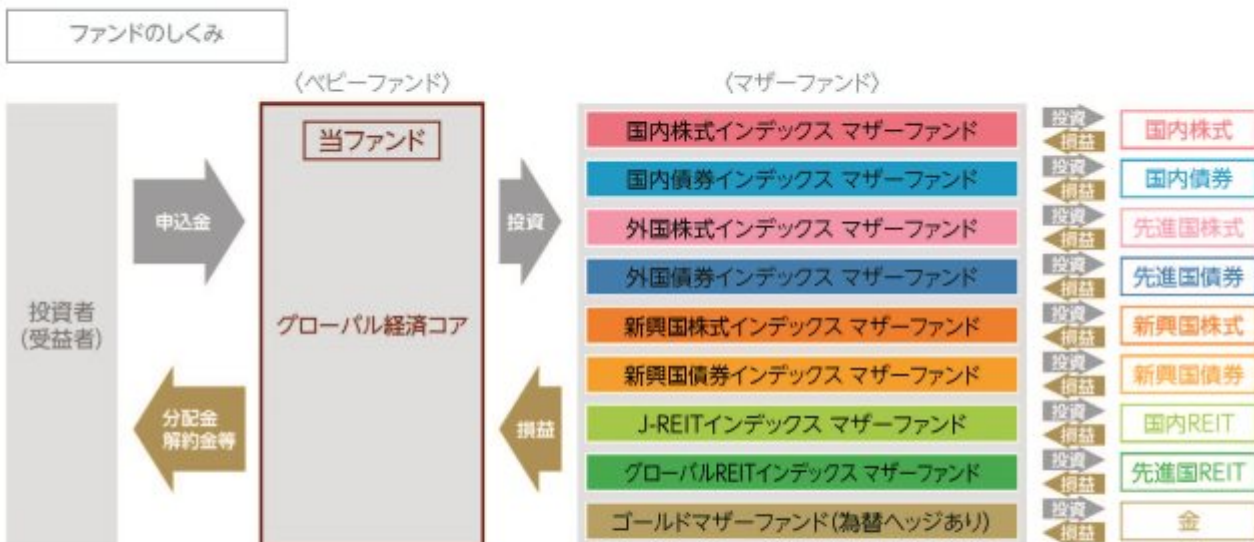 ファンドのしくみ
〈ベビーファンド〉
〈マザーファンド〉
投資者
(受益者)
申込金
分配金
解約金等
当ファンド
グローバル経済コア
投資
損益
国内株式インデックス マザーファンド
投資
損益
国内株式
国内債券インデックス マザーファンド
投資
損益
国内債券
外国株式インデックス マザーファンド
投資
損益
先進国株式
外国債券インデックス マザーファンド
投資
損益
先進国債券
新興国株式インデックス マザーファンド
投資
損益
新興国株式
新興国債券インデックス マザーファンド
投資
損益
新興国債券
J-REITインデックス マザーファンド
投資
損益
国内REIT
グローバルREITインデックス マザーファンド
投資
損益
先進国REIT
ゴールドマザーファンド(為替ヘッジあり)
投資
損益
金